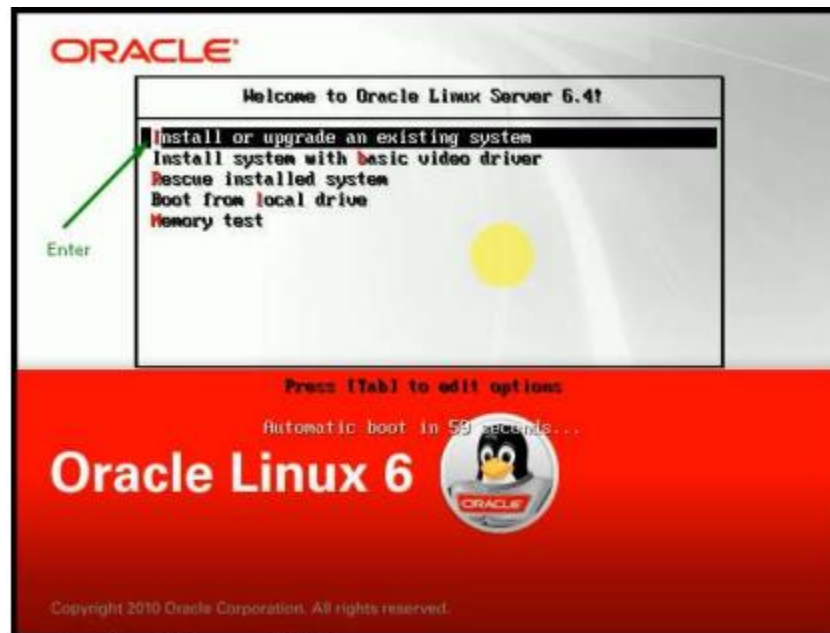 ORACLE
Welcome to Oracle Linux Server 6.4!
Install or upgrade an existing system
Install system with basic video driver
Rescue installed system
Boot from local drive
Memory test
Enter
Press [Tab] to edit options
Automatic boot in 59 seconds...
Oracle Linux 6
ORACLE
Copyright 2010 Oracle Corporation. All rights reserved.